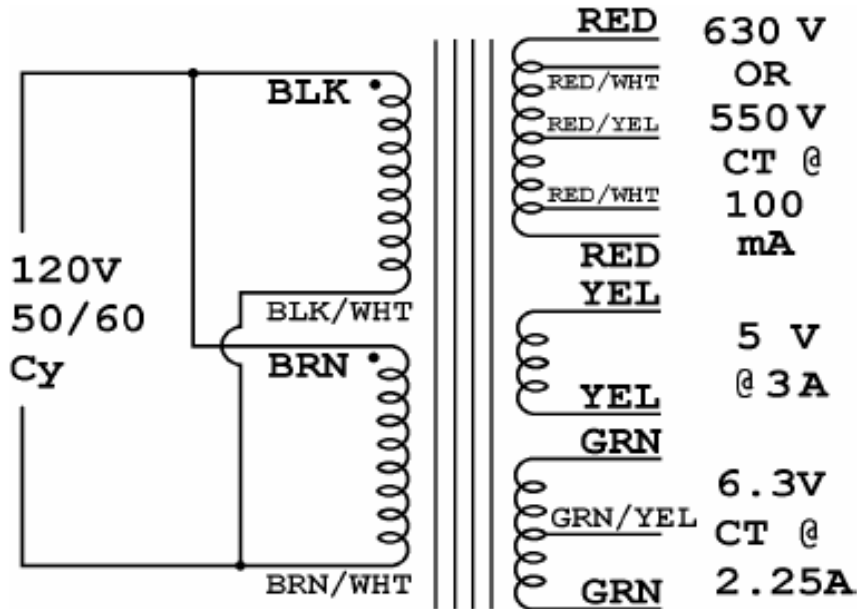 BLK
BLK/WHT
120V
50/60
Cy
BRN
BRN/WHT
RED
RED/WHT
RED/YEL
RED/WHT
RED
630 V
OR
550V
CT @
100
mA
YEL
YEL
5 V
@ 3A
GRN
GRN/YEL
GRN
6.3V
CT @
2.25A